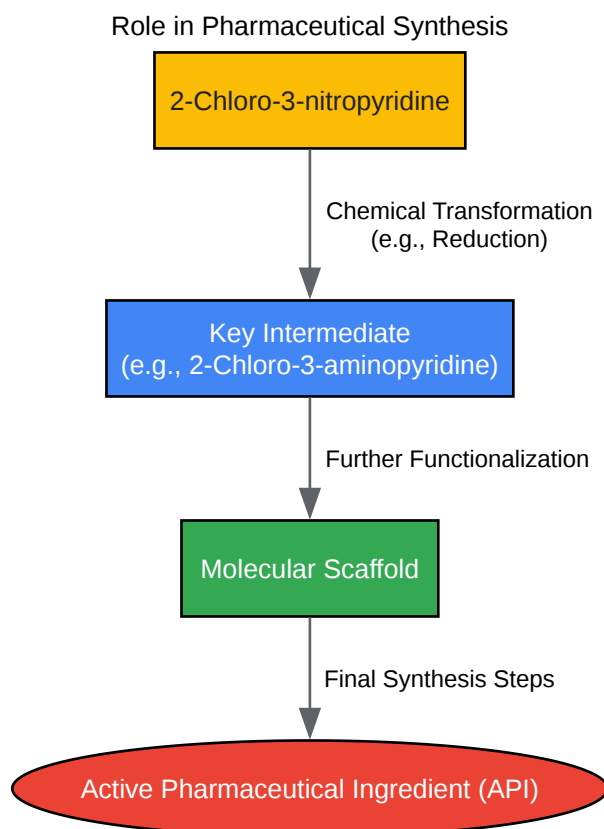 Role in Pharmaceutical Synthesis
2-Chloro-3-nitropyridine
Chemical Transformation
(e.g., Reduction)
Key Intermediate
(e.g., 2-Chloro-3-aminopyridine)
Further Functionalization
Molecular Scaffold
Final Synthesis Steps
Active Pharmaceutical Ingredient (API)